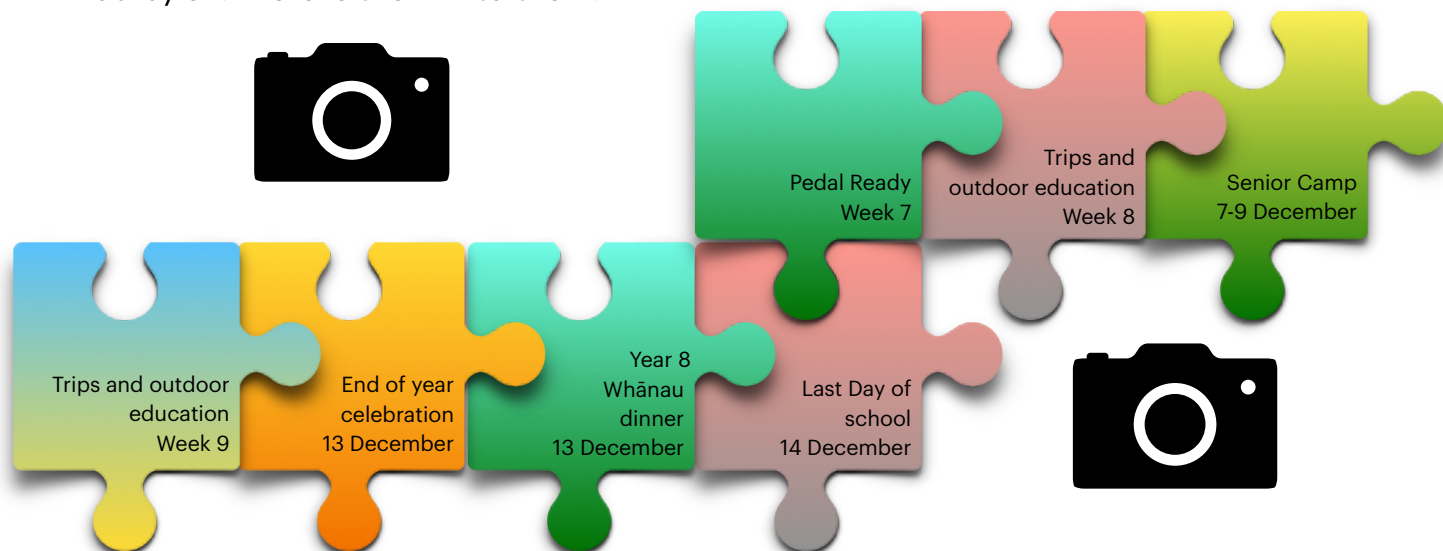 Pedal Ready
Week 7
Trips and
outdoor education
Week 8
Senior Camp
7-9 December
Trips and outdoor
education
Week 9
End of year
celebration
13 December
Year 8
Whānau
dinner
13 December
Last Day of
school
14 December